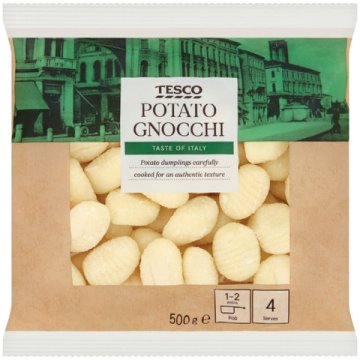 TESCO
POTATO
GNOCCHI
TASTE OF ITALY
Potato dumplings carefully
cooked for an authentic texture
1-2
mins
Hob
4
Serves
500g e